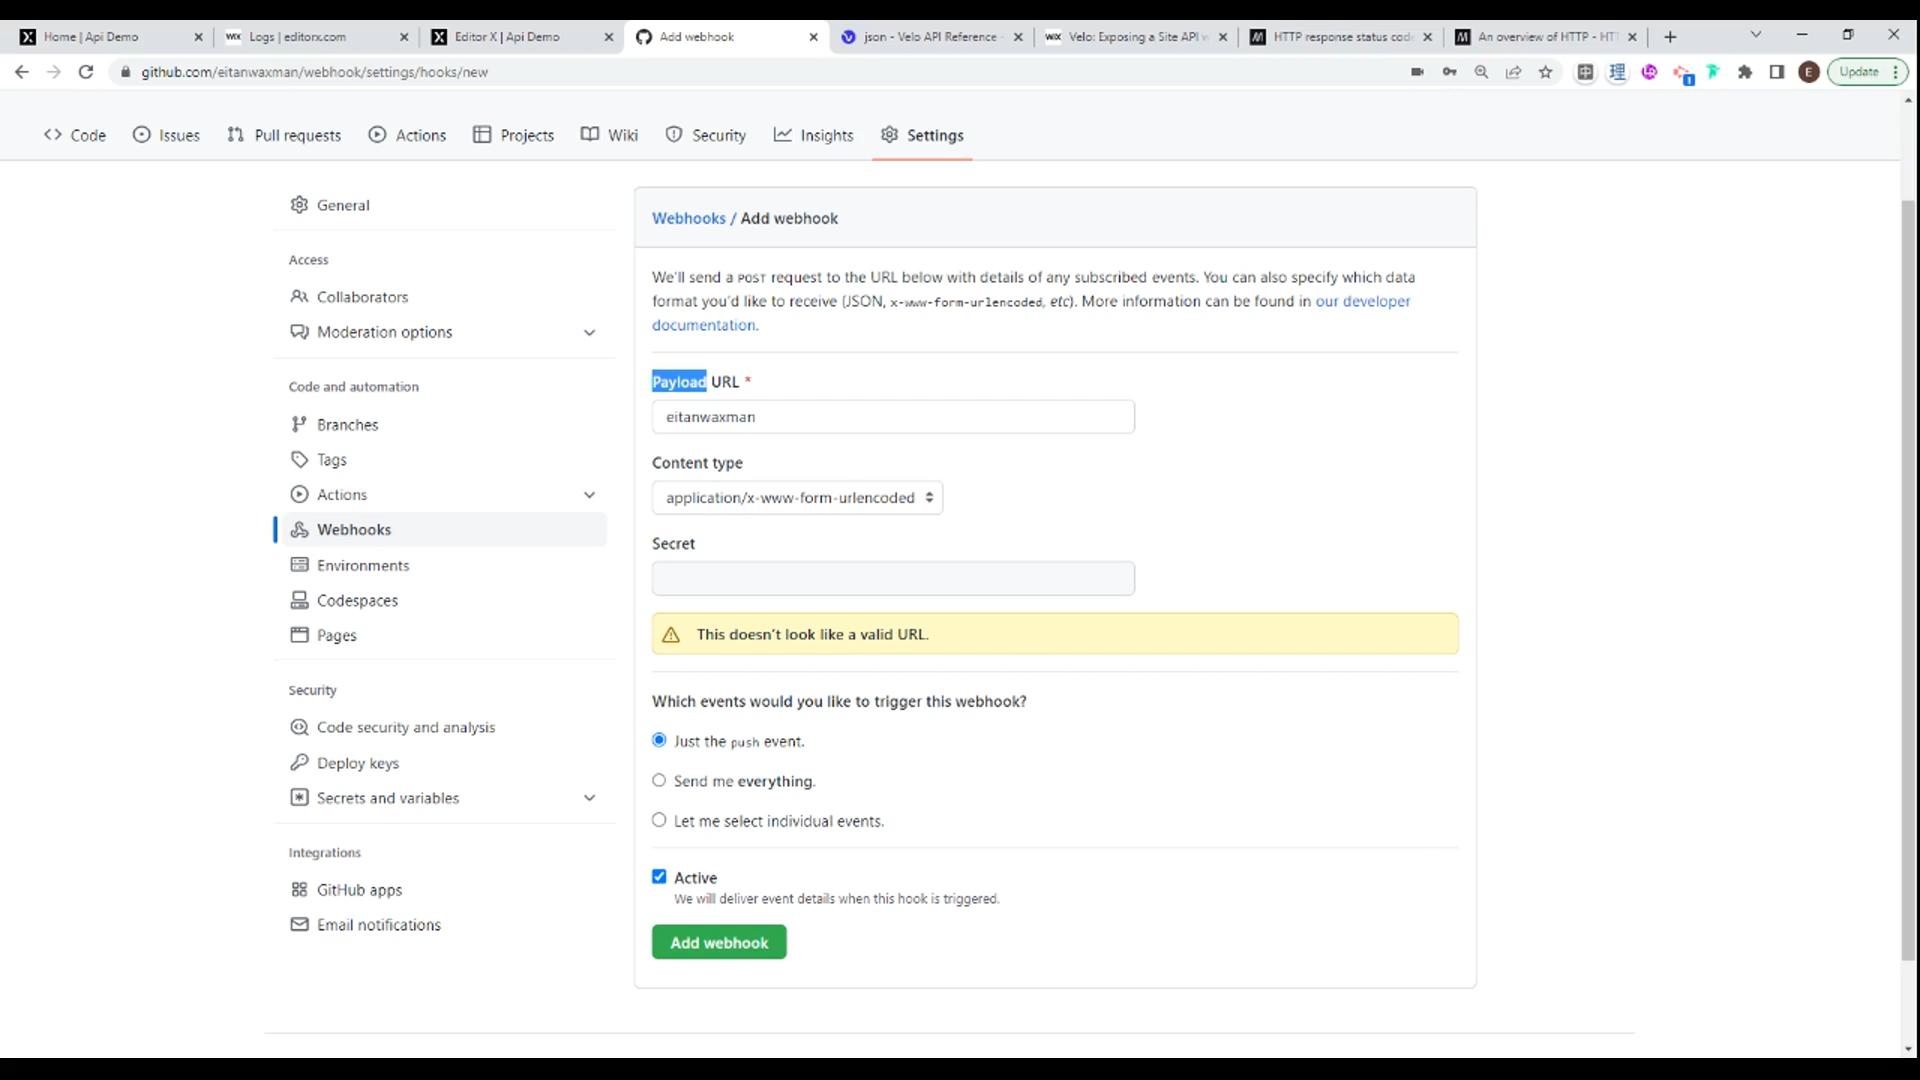 Home | Api Demo
Logs | editorx.com
Editor X | Api Demo
Add webhook
json - Velo API Reference -
Velo: Exposing a Site API w
HTTP response status code
An overview of HTTP - HTT
github.com/eitanwaxman/webhook/settings/hooks/new
E
Update
Code
Issues
Pull requests
Actions
Projects
Wiki
Security
Insights
Settings
General
Access
Collaborators
Moderation options
Code and automation
Branches
Tags
Actions
Webhooks
Environments
Codespaces
Pages
Security
Code security and analysis
Deploy keys
Secrets and variables
Integrations
GitHub apps
Email notifications
Webhooks / Add webhook
We'll send a POST request to the URL below with details of any subscribed events. You can also specify which data
format you'd like to receive (JSON, x-www-form-urlencoded, etc). More information can be found in our developer
documentation.
Payload URL *
eitanwaxman
Content type
application/x-www-form-urlencoded
Secret
This doesn't look like a valid URL.
Which events would you like to trigger this webhook?
Just the push event.
Send me everything.
Let me select individual events.
Active
We will deliver event details when this hook is triggered.
Add webhook